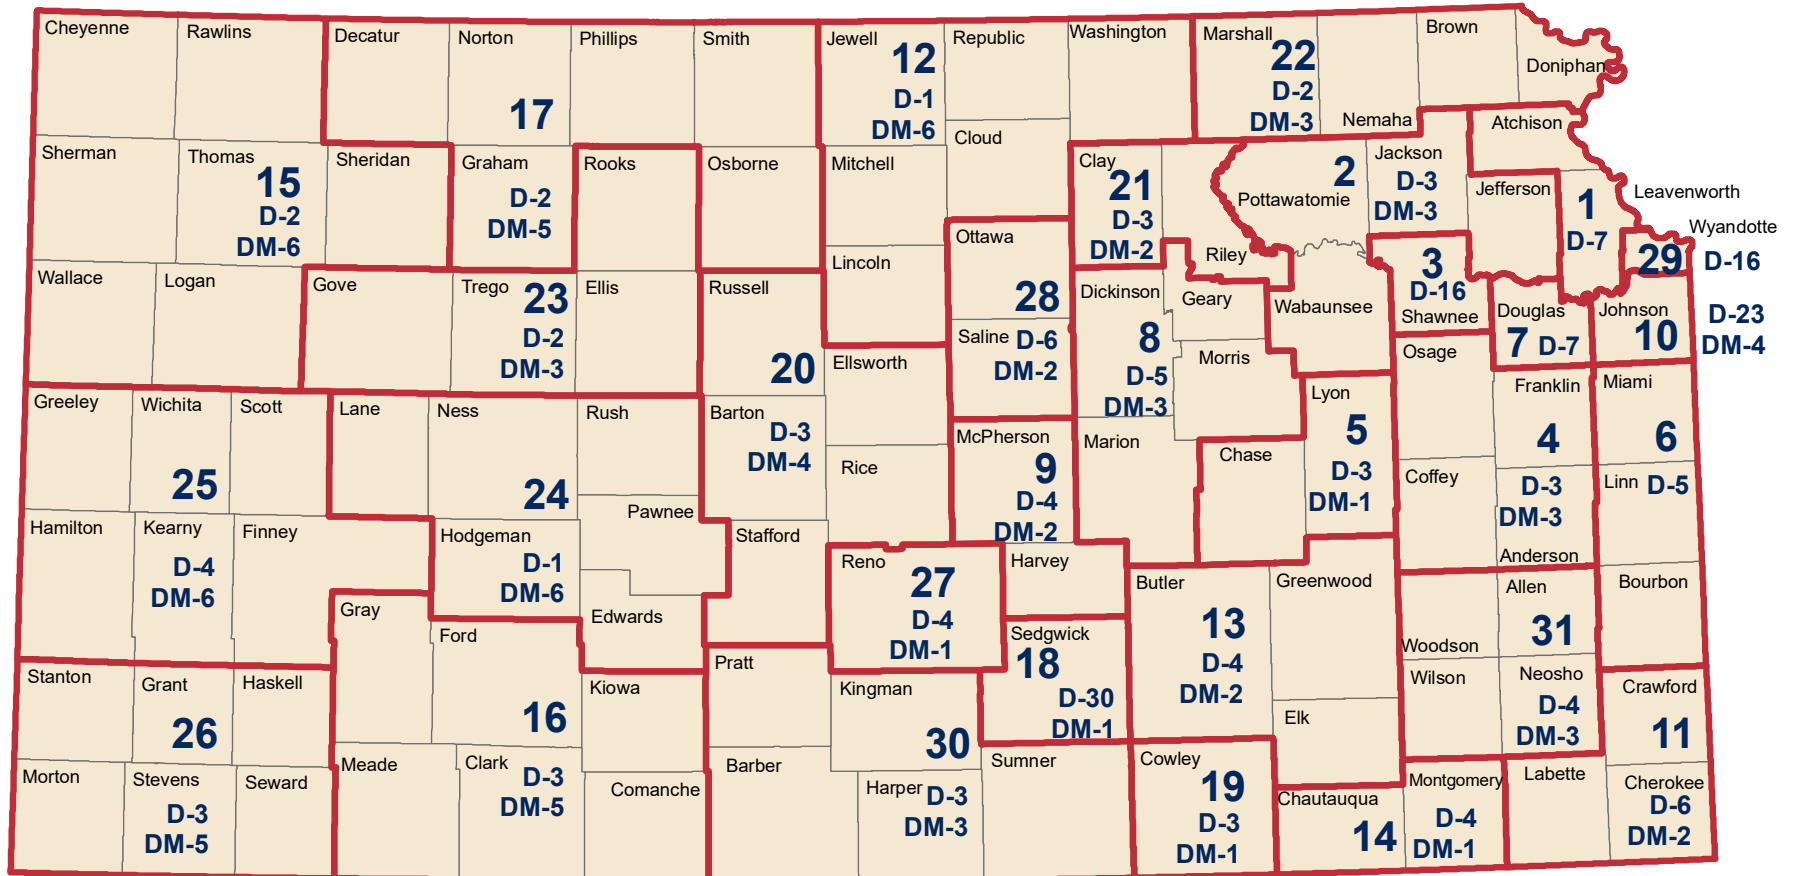 Cheyenne
Rawlins
Decatur
Norton
Phillips
Smith
Jewell
Republic
Washington
Marshall
Brown
Doniphan
12
D-1
DM-6
22
D-2
DM-3
Nemaha
17
Atchison
Sherman
Thomas
15
D-2
DM-6
Sheridan
Graham
D-2
DM-5
Rooks
Osborne
Mitchell
Cloud
Clay
21
D-3
DM-2
2
Pottawatomie
Jackson
D-3
DM-3
Jefferson
1
D-7
Leavenworth
Wyandotte
29
D-16
Riley
Wallace
Logan
Gove
Trego
23
D-2
DM-3
Ellis
Russell
20
Lincoln
Ottawa
28
Saline
D-6
DM-2
Dickinson
8
D-5
DM-3
Geary
Morris
Wabaunsee
3
D-16
Shawnee
Douglas
7
D-7
Johnson
10
D-23
DM-4
Ellsworth
Osage
Franklin
4
D-3
DM-3
Anderson
Miami
6
Linn
D-5
Greeley
Wichita
Scott
25
Lane
Ness
24
Rush
Barton
D-3
DM-4
Rice
McPherson
9
D-4
DM-2
Marion
Chase
Lyon
5
D-3
DM-1
Coffey
Pawnee
Hamilton
Kearny
D-4
DM-6
Finney
Hodgeman
D-1
DM-6
Edwards
Stafford
Reno
27
D-4
DM-1
Harvey
Butler
13
D-4
DM-2
Greenwood
Woodson
Allen
31
Bourbon
Gray
Ford
16
Kiowa
Pratt
Kingman
30
Sedgwick
18
D-30
DM-1
Elk
Wilson
Neosho
D-4
DM-3
Crawford
11
Stanton
Grant
26
Haskell
Morton
Stevens
D-3
DM-5
Seward
Meade
Clark
D-3
DM-5
Comanche
Barber
Harper
D-3
DM-3
Sumner
Cowley
19
D-3
DM-1
Chautauqua
14
Montgomery
D-4
DM-1
Labette
Cherokee
D-6
DM-2